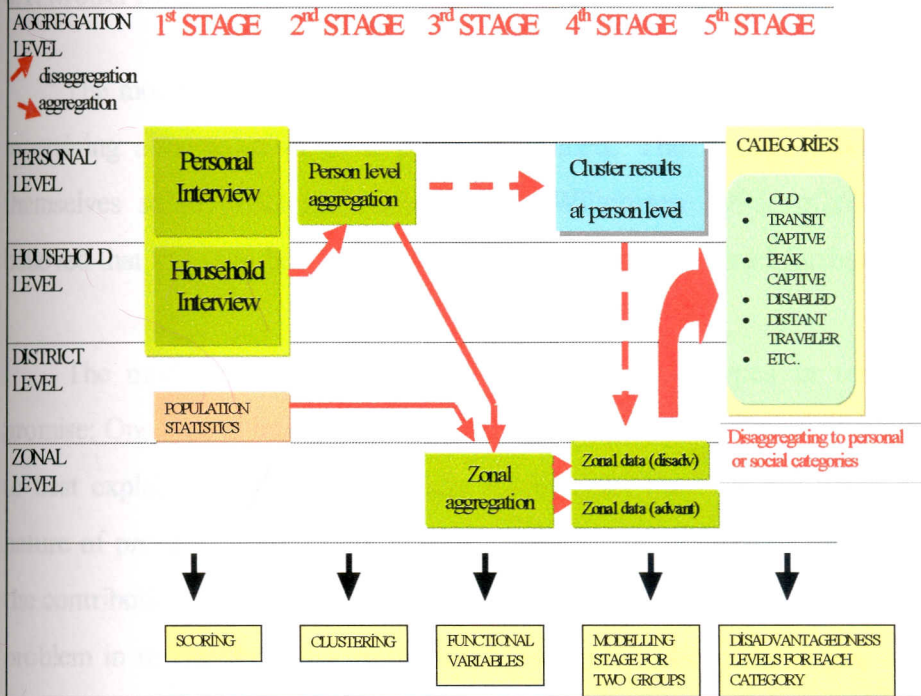 AGGREGATION
LEVEL
disaggregation
aggregation
1st STAGE
2nd STAGE
3rd STAGE
4th STAGE
5th STAGE
PERSONAL
LEVEL
Personal
Interview
Person level
aggregation
Cluster results
at person level
CATEGORİES
• OLD
• TRANSIT
CAPTIVE
• PEAK
CAPTIVE
• DISABLED
• DISTANT
TRAVELER
• ETC..
HOUSEHOLD
LEVEL
Household
Interview
DISTRICT
LEVEL
POPULATION
STATISTICS
Disaggregating to personal
or social categories
ZONAL
LEVEL
Zonal
aggregation
Zonal data (disadv)
Zonal data (advant)
SCORİNG
CLUSTERİNG
FUNCTIONAL
VARIABLES
MODELLING
STAGE FOR
TWO GROUPS
DİSADVANTAGEDNESS
LEVELS FOR EACH
CATEGORY